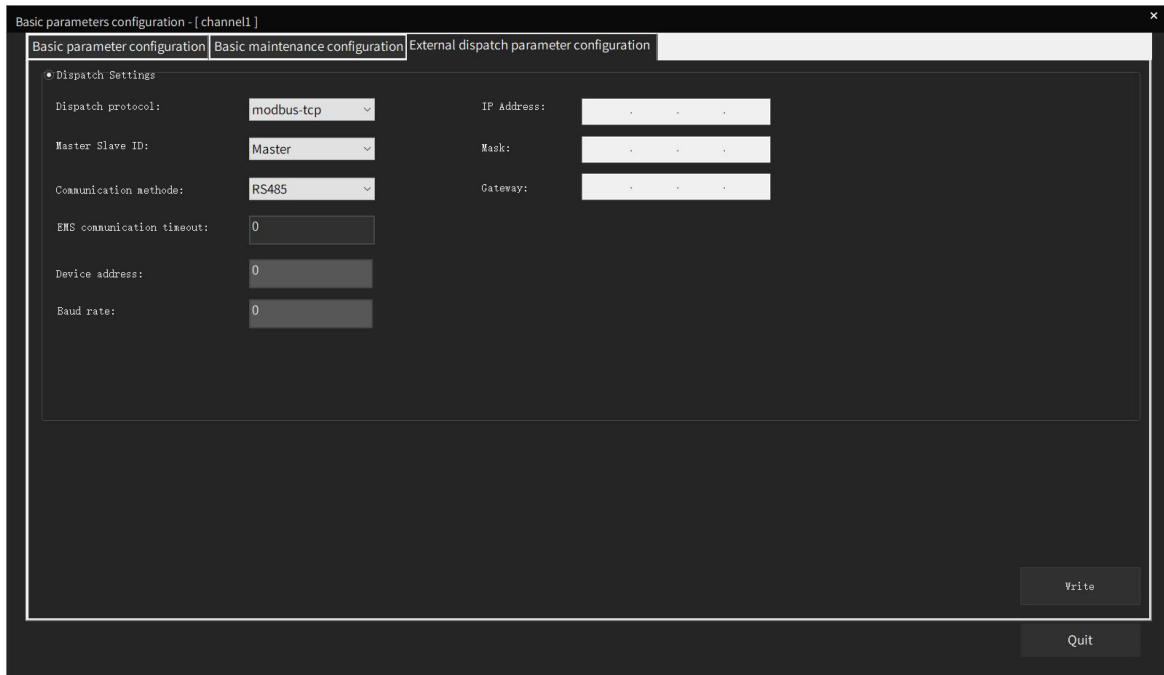 Basic parameters configuration - [ channel1 ]
×
Basic parameter configuration Basic maintenance configuration External dispatch parameter configuration
Dispatch Settings
Dispatch protocol: modbus-tcp IP Address: . . .
Master Slave ID: Master Mask: . . .
Communication methode: RS485 Gateway: . . .
EMS communication timeout: 0
Device address: 0
Baud rate: 0
Write
Quit